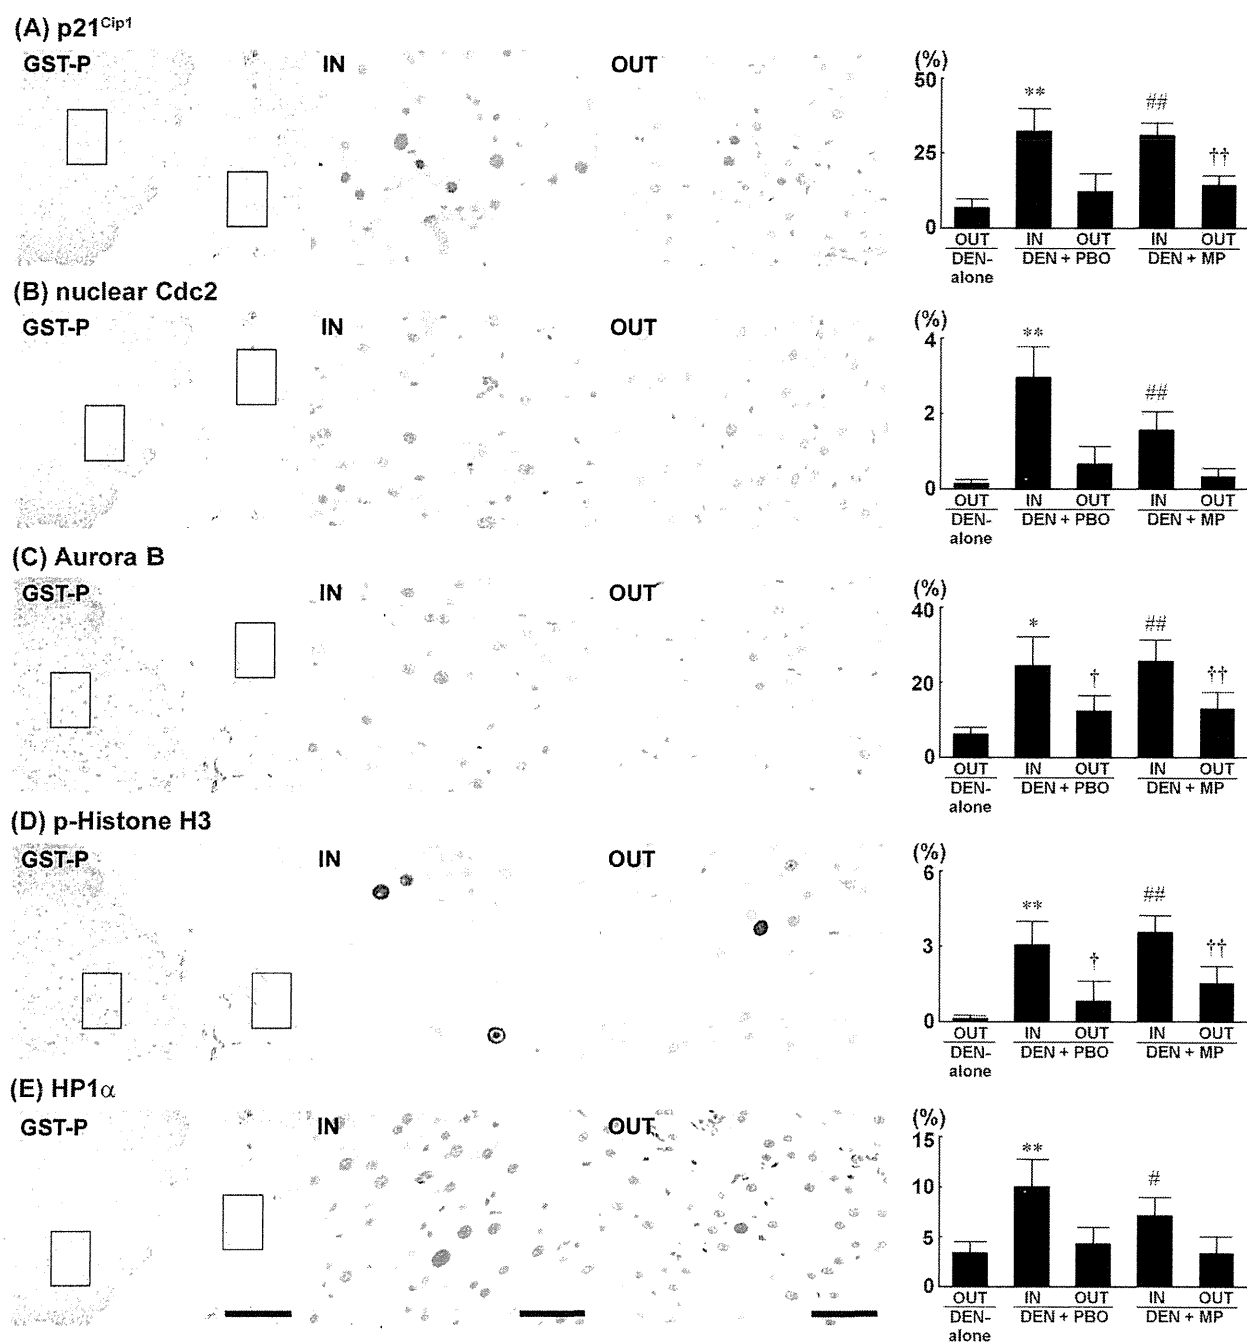 (A) p21Cip1
GST-P IN OUT
(%)
50
25
0
** ## ††
OUT IN OUT IN OUT
DEN-alone DEN + PBO DEN + MP
(B) nuclear Cdc2
GST-P IN OUT
(%)
4
2
0
** ##
OUT IN OUT IN OUT
DEN-alone DEN + PBO DEN + MP
(C) Aurora B
GST-P IN OUT
(%)
40
20
0
* † ## ††
OUT IN OUT IN OUT
DEN-alone DEN + PBO DEN + MP
(D) p-Histone H3
GST-P IN OUT
(%)
6
3
0
** † ## ††
OUT IN OUT IN OUT
DEN-alone DEN + PBO DEN + MP
(E) HP1α
GST-P IN OUT
(%)
15
10
5
0
** #
OUT IN OUT IN OUT
DEN-alone DEN + PBO DEN + MP